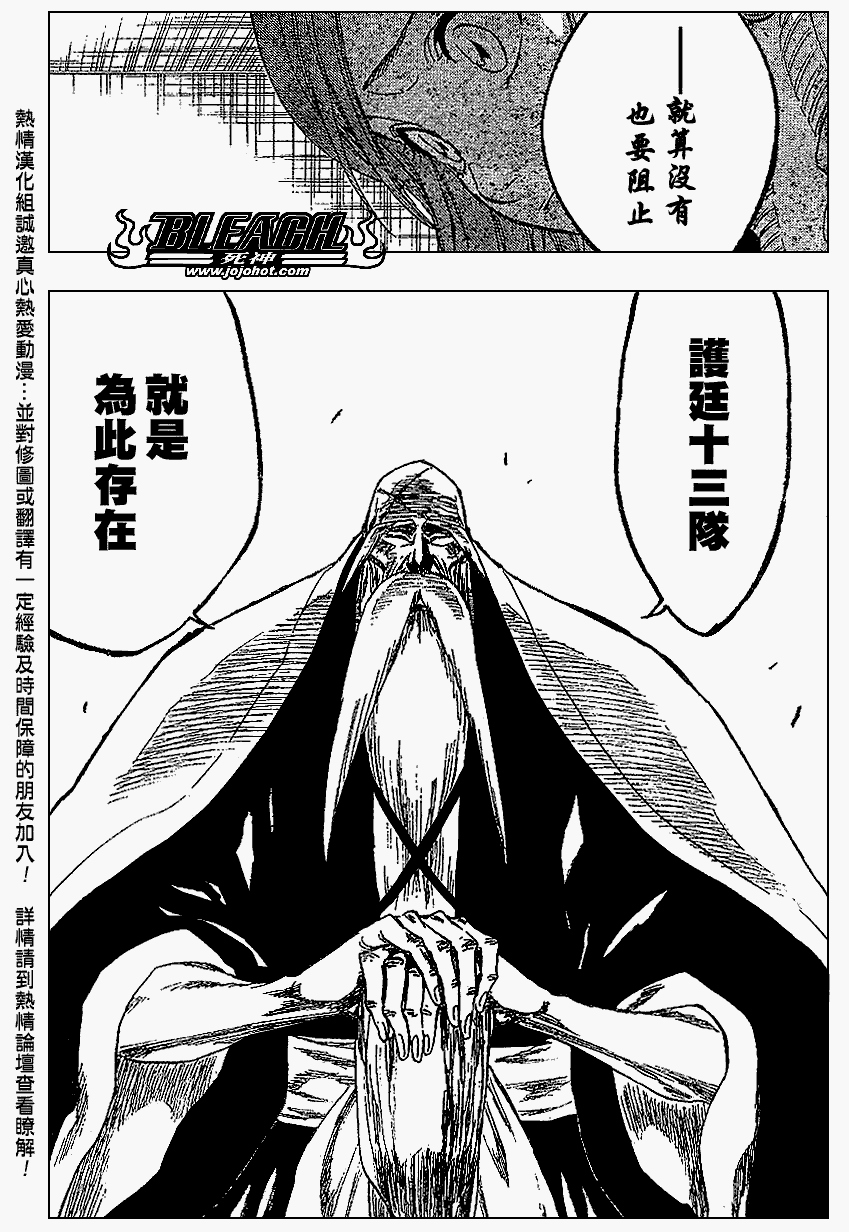 ——就算沒有
也要阻止
BLEACH
死神
www.jojohot.com
護廷十三隊
就是
為此存在
熱情漢化組誠邀真心熱愛動漫…並對修圖或翻譯有一定經驗及時間保障的朋友加入！ 詳情請到熱情論壇查看瞭解！